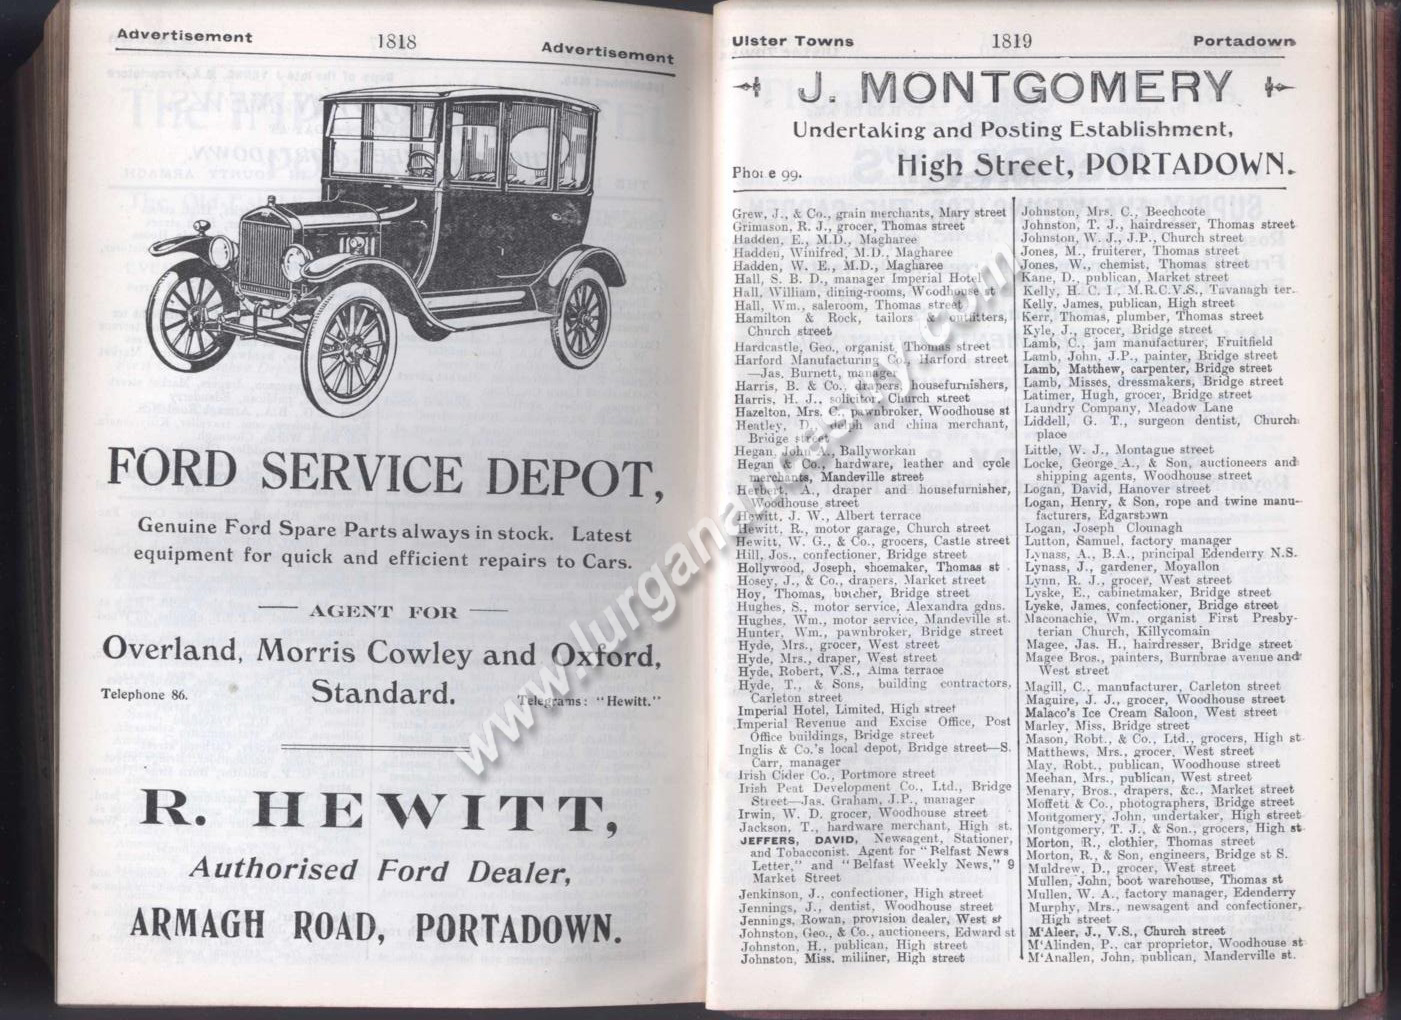 Advertisement 1818 Advertisement
FORD SERVICE DEPOT,
Genuine Ford Spare Parts always in stock. Latest
equipment for quick and efficient repairs to Cars.
— AGENT FOR —
Overland, Morris Cowley and Oxford,
Telephone 86. Standard. Telegrams: "Hewitt."
R. HEWITT,
Authorised Ford Dealer,
ARMAGH ROAD, PORTADOWN.
Ulster Towns 1819 Portadown
J. MONTGOMERY
Undertaking and Posting Establishment,
Phone 99. High Street, PORTADOWN.
Grew, J., & Co., grain merchants, Mary street
Grimason, R. J., grocer, Thomas street
Hadden, E., M.D., Magharee
Hadden, Winifred, M.D., Magharee
Hadden, W. E., M.D., Magharee
Hall, S. B. D., manager Imperial Hotel
Hall, William, dining-rooms, Woodhouse st
Hall, Wm., saleroom, Thomas street
Hamilton & Rock, tailors & outfitters,
Church street
Hardcastle, Geo., organist, Thomas street
Harford Manufacturing Co., Harford street
—Jas. Burnett, manager
Harris, B. & Co., drapers, housefurnishers,
Harris, H. J., solicitor, Church street
Hazelton, Mrs. C., pawnbroker, Woodhouse st
Heatley, D., delph and china merchant,
Bridge street
Hegan, John A., Ballyworkan
Hegan & Co., hardware, leather and cycle
merchants, Mandeville street
Herbert, A., draper and housefurnisher,
Woodhouse street
Hewitt, J. W., Albert terrace
Hewitt, R., motor garage, Church street
Hewitt, W. G., & Co., grocers, Castle street
Hill, Jos., confectioner, Bridge street
Hollywood, Joseph, shoemaker, Thomas st
Hosey, J., & Co., drapers, Market street
Hoy, Thomas, butcher, Bridge street
Hughes, S., motor service, Alexandra gdns.
Hughes, Wm., motor service, Mandeville st.
Hunter, Wm., pawnbroker, Bridge street
Hyde, Mrs., grocer, West street
Hyde, Mrs., draper, West street
Hyde, Robert, V.S., Alma terrace
Hyde, T., & Sons, building contractors,
Carleton street
Imperial Hotel, Limited, High street
Imperial Revenue and Excise Office, Post
Office buildings, Bridge street
Inglis & Co.'s local depot, Bridge street—S.
Carr, manager
Irish Cider Co., Portmore street
Irish Peat Development Co., Ltd., Bridge
Street—Jas. Graham, J.P., manager
Irwin, W. D. grocer, Woodhouse street
Jackson, T., hardware merchant, High st.
JEFFERS, DAVID, Newsagent, Stationer,
and Tobacconist. Agent for "Belfast News
Letter," and "Belfast Weekly News," 9
Market Street
Jenkinson, J., confectioner, High street
Jennings, J., dentist, Woodhouse street
Jennings, Rowan, provision dealer, West st
Johnston, Geo., & Co., auctioneers, Edward st
Johnston, H., publican, High street
Johnston, Miss, milliner, High street
Johnston, Mrs. C., Beechcote
Johnston, T. J., hairdresser, Thomas street
Johnston, W. J., J.P., Church street
Jones, M., fruiterer, Thomas street
Jones, W., chemist, Thomas street
Kane, D., publican, Market street
Kelly, H. C. I., M.R.C.V.S., Tavanagh ter.
Kelly, James, publican, High street
Kerr, Thomas, plumber, Thomas street
Kyle, J., grocer, Bridge street
Lamb, C., jam manufacturer, Fruitfield
Lamb, John, J.P., painter, Bridge street
Lamb, Matthew, carpenter, Bridge street
Lamb, Misses, dressmakers, Bridge street
Latimer, Hugh, grocer, Bridge street
Laundry Company, Meadow Lane
Liddell, G. T., surgeon dentist, Church
place
Little, W. J., Montague street
Locke, George A., & Son, auctioneers and
shipping agents, Woodhouse street
Logan, David, Hanover street
Logan, Henry, & Son, rope and twine manu-
facturers, Edgarstown
Logan, Joseph Clounagh
Lutton, Samuel, factory manager
Lynass, A., B.A., principal Edenderry N.S.
Lynass, J., gardener, Moyallon
Lynn, R. J., grocer, West street
Lyske, E., cabinetmaker, Bridge street
Lyske, James, confectioner, Bridge street
Maconachie, Wm., organist First Presby-
terian Church, Killycomain
Magee, Jas. H., hairdresser, Bridge street
Magee Bros., painters, Burnbrae avenue and
West street
Magill, C., manufacturer, Carleton street
Maguire, J. J., grocer, Woodhouse street
Malaco's Ice Cream Saloon, West street
Marley, Miss, Bridge street
Mason, Robt., & Co., Ltd., grocers, High st
Matthews, Mrs., grocer, West street
May, Robt., publican, Woodhouse street
Meehan, Mrs., publican, West street
Menary, Bros., drapers, &c., Market street
Moffett & Co., photographers, Bridge street
Montgomery, John, undertaker, High street
Montgomery, T. J., & Son., grocers, High st
Morton, R., clothier, Thomas street
Morton, R., & Son, engineers, Bridge st S.
Muldrew, D., grocer, West street
Mullen, John, boot warehouse, Thomas st
Mullen, W. A., factory manager, Edenderry
Murphy, Mrs., newsagent and confectioner,
High street
M'Aleer, J., V.S., Church street
M'Alinden, P., car proprietor, Woodhouse st
M'Anallen, John, publican, Manderville st.
www.lurganancestry.com